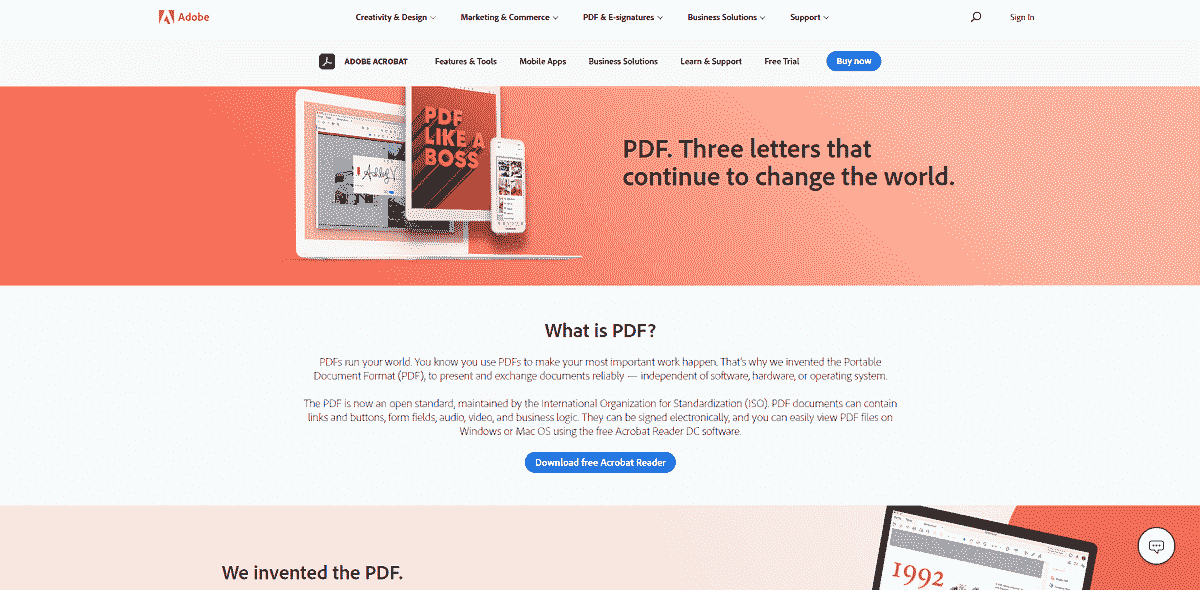 Adobe
Creativity & Design
Marketing & Commerce
PDF & E-signatures
Business Solutions
Support
Sign In
ADOBE ACROBAT
Features & Tools
Mobile Apps
Business Solutions
Learn & Support
Free Trial
Buy now
PDF
LIKE A
BOSS
PDF. Three letters that
continue to change the world.
What is PDF?
PDFs run your world. You know you use PDFs to make your most important work happen. That's why we invented the Portable
Document Format (PDF), to present and exchange documents reliably — independent of software, hardware, or operating system.
The PDF is now an open standard, maintained by the International Organization for Standardization (ISO). PDF documents can contain
links and buttons, form fields, audio, video, and business logic. They can be signed electronically, and you can easily view PDF files on
Windows or Mac OS using the free Acrobat Reader DC software.
Download free Acrobat Reader
We invented the PDF.
1992